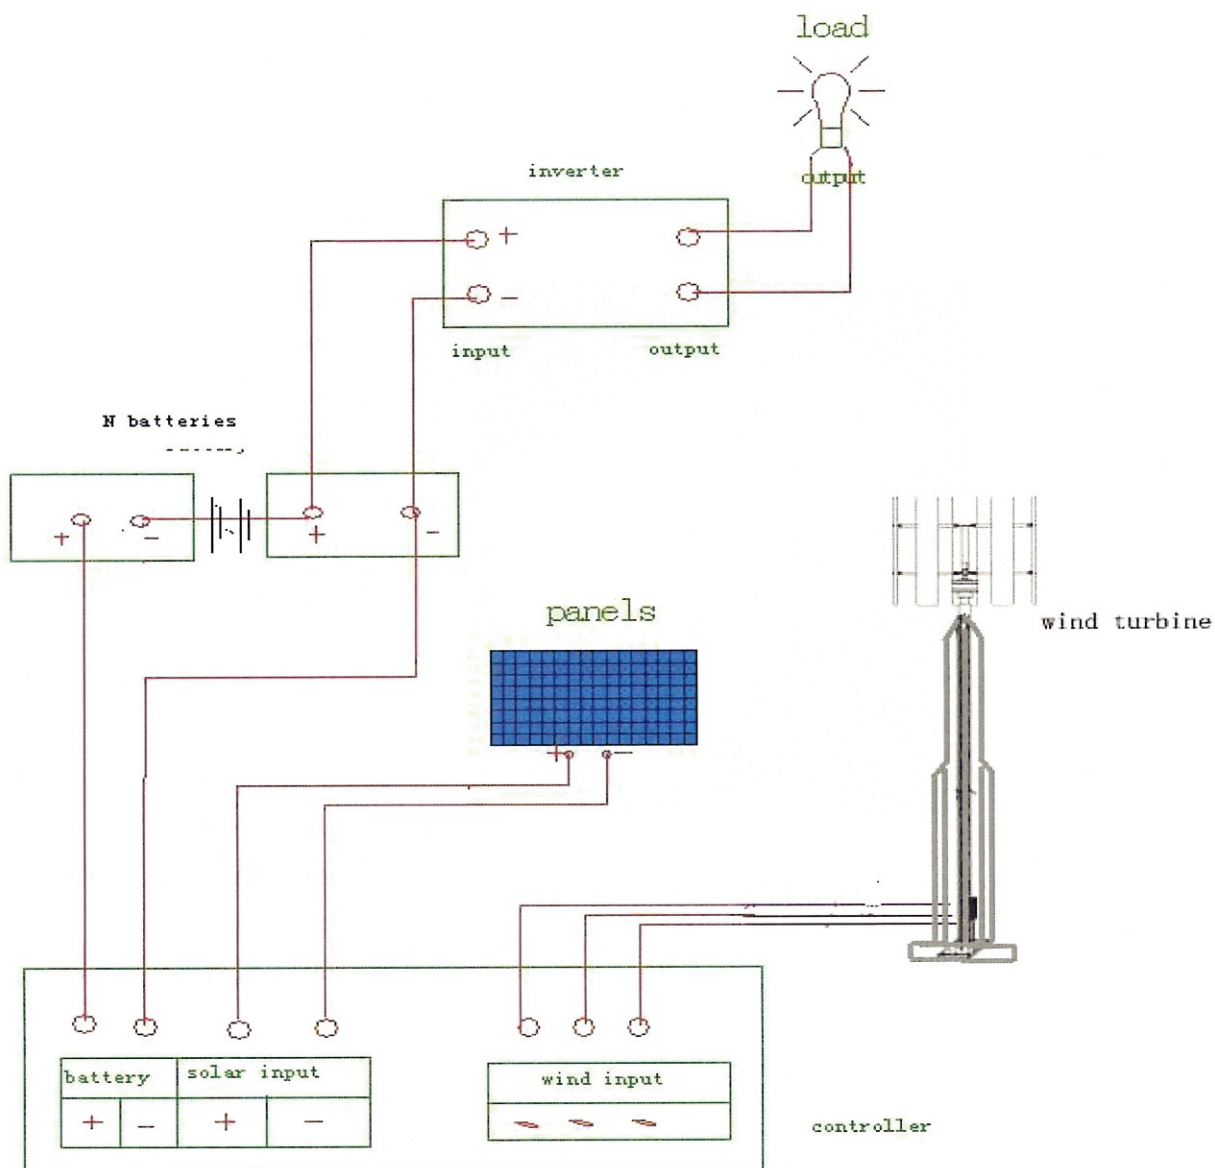 load
output
inverter
+
−
input
output
N batteries
+ −
+ −
panels
+ −
wind turbine
battery
solar input
+ − + −
wind input
controller